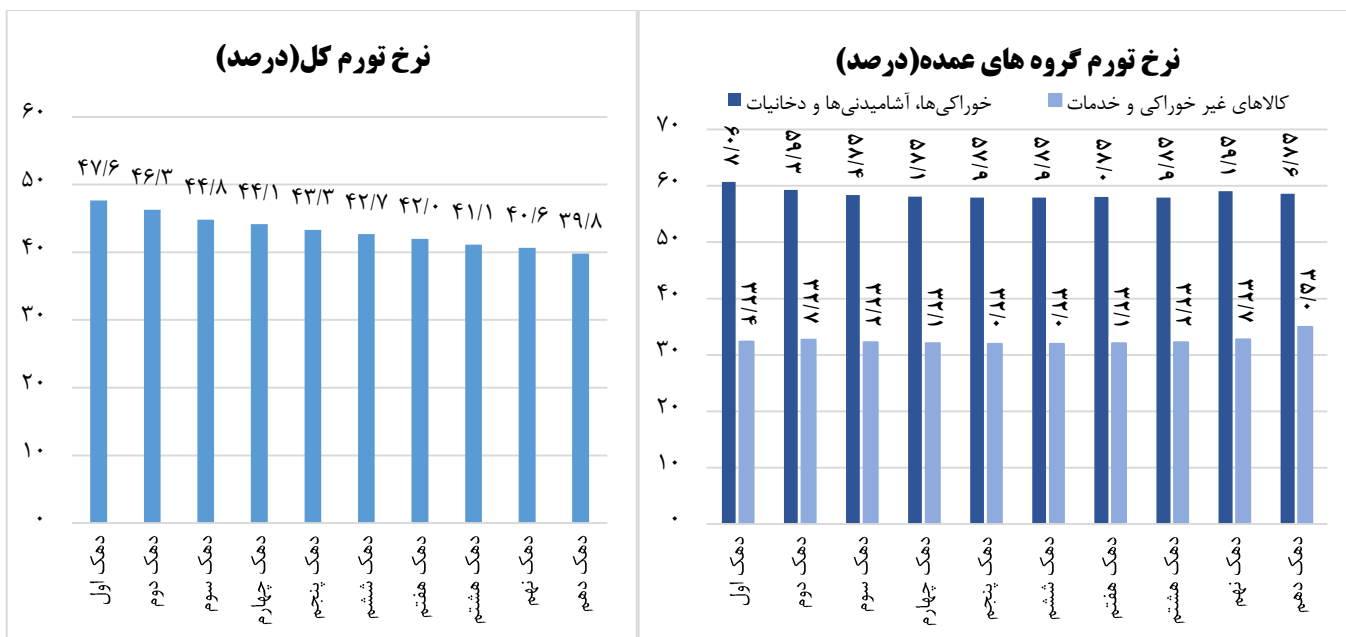 نرخ تورم کل(درصد)
۶۰
۵۰
۴۰
۳۰
۲۰
۱۰
۰
۴۷/۶
۴۶/۳
۴۴/۸
۴۴/۱
۴۳/۳
۴۲/۷
۴۲/۰
۴۱/۱
۴۰/۶
۳۹/۸
دهک اول
دهک دوم
دهک سوم
دهک چهارم
دهک پنجم
دهک ششم
دهک هفتم
دهک هشتم
دهک نهم
دهک دهم
نرخ تورم گروه های عمده(درصد)
خوراکی‌ها، آشامیدنی‌ها و دخانیات
کالاهای غیر خوراکی و خدمات
۷۰
۶۰
۵۰
۴۰
۳۰
۲۰
۱۰
۰
۶۰/۷
۵۹/۳
۵۸/۴
۵۸/۱
۵۷/۹
۵۷/۹
۵۸/۰
۵۷/۹
۵۹/۱
۵۸/۶
۳۲/۴
۳۲/۷
۳۲/۲
۳۲/۱
۳۲/۰
۳۲/۰
۳۲/۱
۳۲/۲
۳۲/۷
۳۵/۰
دهک اول
دهک دوم
دهک سوم
دهک چهارم
دهک پنجم
دهک ششم
دهک هفتم
دهک هشتم
دهک نهم
دهک دهم